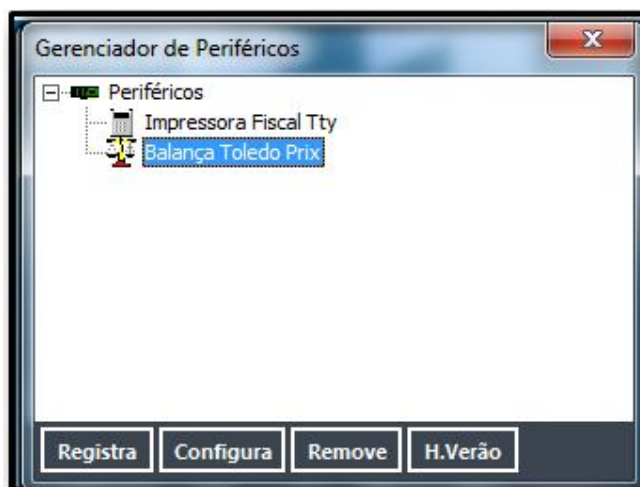 Gerenciador de Periféricos
Periféricos
Impressora Fiscal Tty
Balança Toledo Prix
Registra Configura Remove H.Verão